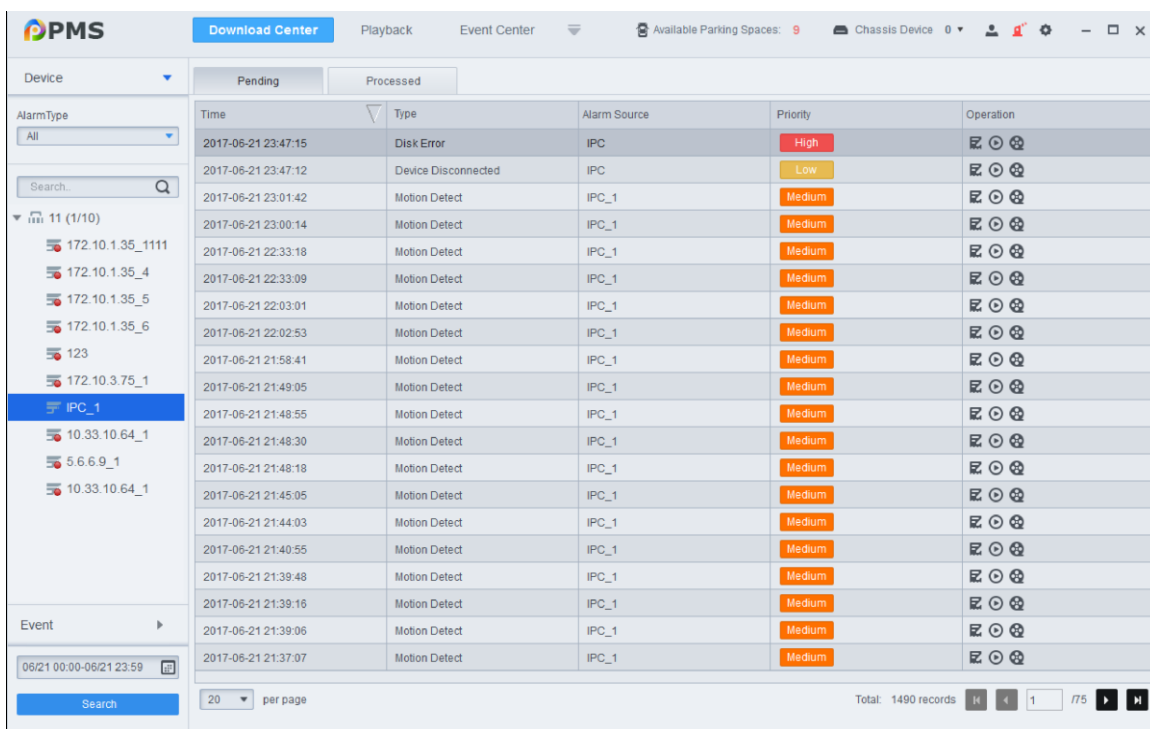 PPMS Download Center Playback Event Center Available Parking Spaces: 9 Chassis Device 0
Device
AlarmType
All
Search..
11 (1/10)
172.10.1.35_1111
172.10.1.35_4
172.10.1.35_5
172.10.1.35_6
123
172.10.3.75_1
IPC_1
10.33.10.64_1
5.6.6.9_1
10.33.10.64_1
Event
06/21 00:00-06/21 23:59
Search
Pending Processed
Time Type Alarm Source Priority Operation
2017-06-21 23:47:15 Disk Error IPC High
2017-06-21 23:47:12 Device Disconnected IPC Low
2017-06-21 23:01:42 Motion Detect IPC_1 Medium
2017-06-21 23:00:14 Motion Detect IPC_1 Medium
2017-06-21 22:33:18 Motion Detect IPC_1 Medium
2017-06-21 22:33:09 Motion Detect IPC_1 Medium
2017-06-21 22:03:01 Motion Detect IPC_1 Medium
2017-06-21 22:02:53 Motion Detect IPC_1 Medium
2017-06-21 21:58:41 Motion Detect IPC_1 Medium
2017-06-21 21:49:05 Motion Detect IPC_1 Medium
2017-06-21 21:48:55 Motion Detect IPC_1 Medium
2017-06-21 21:48:30 Motion Detect IPC_1 Medium
2017-06-21 21:48:18 Motion Detect IPC_1 Medium
2017-06-21 21:45:05 Motion Detect IPC_1 Medium
2017-06-21 21:44:03 Motion Detect IPC_1 Medium
2017-06-21 21:40:55 Motion Detect IPC_1 Medium
2017-06-21 21:39:48 Motion Detect IPC_1 Medium
2017-06-21 21:39:16 Motion Detect IPC_1 Medium
2017-06-21 21:39:06 Motion Detect IPC_1 Medium
2017-06-21 21:37:07 Motion Detect IPC_1 Medium
20 per page Total: 1490 records 1 /75